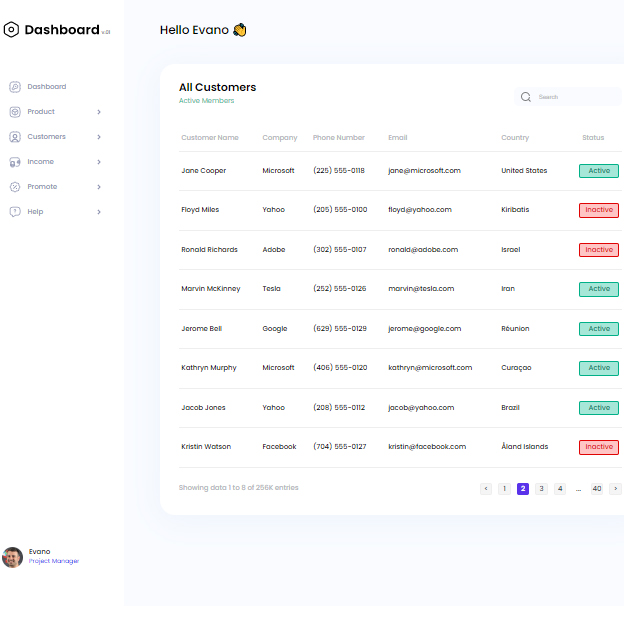 Dashboard v.01
Hello Evano 👋
Dashboard
Product
Customers
Income
Promote
Help
All Customers
Active Members
Search
Customer Name Company Phone Number Email Country Status
Jane Cooper Microsoft (225) 555-0118 jane@microsoft.com United States Active
Floyd Miles Yahoo (205) 555-0100 floyd@yahoo.com Kiribatis Inactive
Ronald Richards Adobe (302) 555-0107 ronald@adobe.com Israel Inactive
Marvin McKinney Tesla (252) 555-0126 marvin@tesla.com Iran Active
Jerome Bell Google (629) 555-0129 jerome@google.com Réunion Active
Kathryn Murphy Microsoft (406) 555-0120 kathryn@microsoft.com Curaçao Active
Jacob Jones Yahoo (208) 555-0112 jacob@yahoo.com Brazil Active
Kristin Watson Facebook (704) 555-0127 kristin@facebook.com Åland Islands Inactive
Showing data 1 to 8 of 256K entries
< 1 2 3 4 ... 40 >
Evano
Project Manager